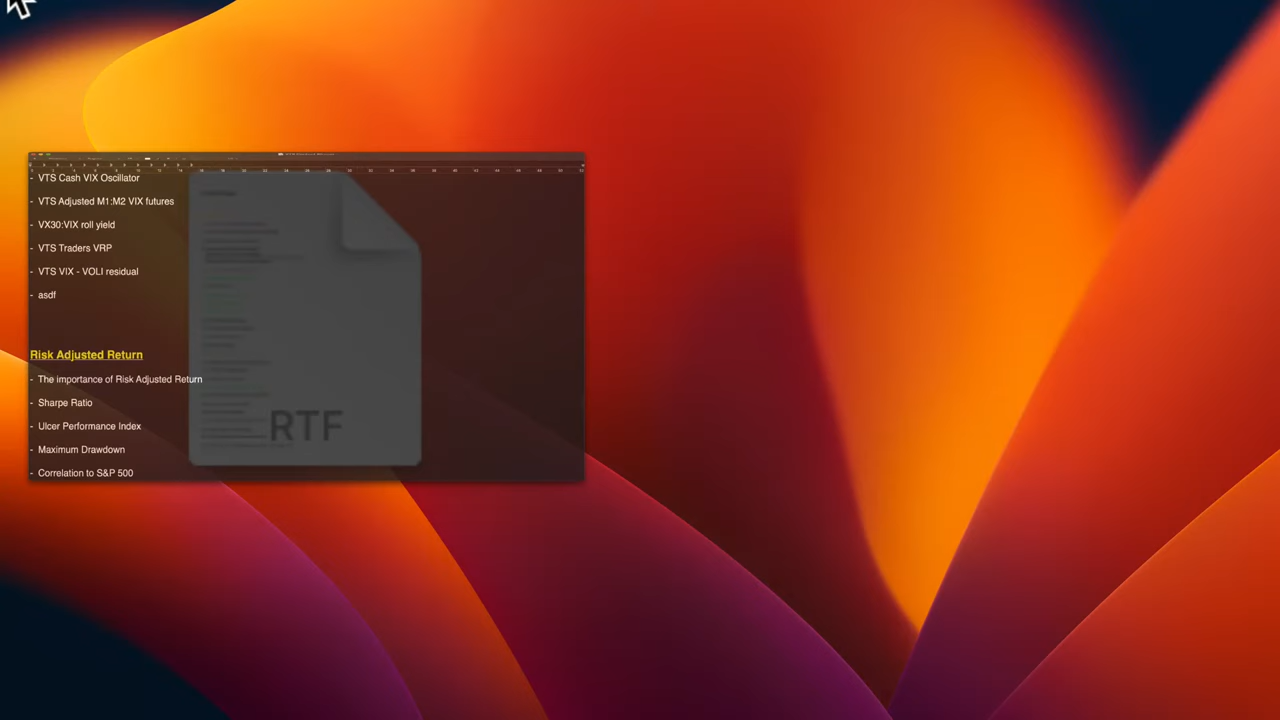 - VTS Cash VIX Oscillator
- VTS Adjusted M1:M2 VIX futures
- VX30:VIX roll yield
- VTS Traders VRP
- VTS VIX - VOLI residual
- asdf
Risk Adjusted Return
- The importance of Risk Adjusted Return
- Sharpe Ratio
- Ulcer Performance Index
- Maximum Drawdown
- Correlation to S&P 500
RTF